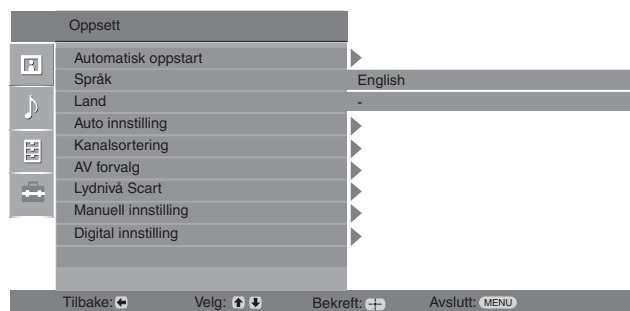 Oppsett
Automatisk oppstart
Språk English
Land -
Auto innstilling
Kanalsortering
AV forvalg
Lydnivå Scart
Manuell innstilling
Digital innstilling
Tilbake: Velg: Bekreft: Avslutt: MENU